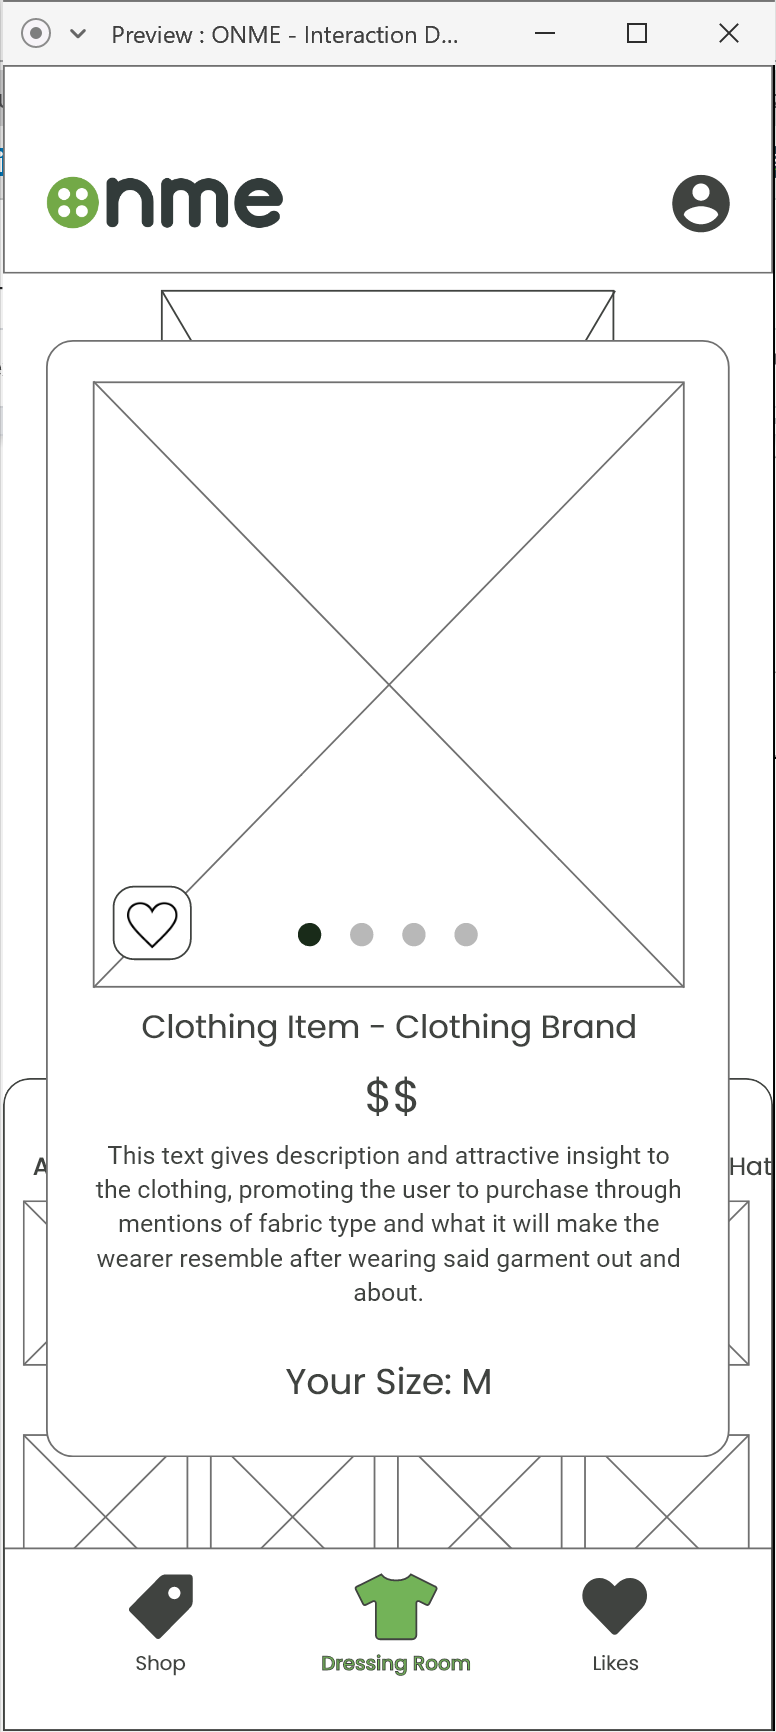 Preview : ONME - Interaction D...
onme
Clothing Item - Clothing Brand
$$
This text gives description and attractive insight to
the clothing, promoting the user to purchase through
mentions of fabric type and what it will make the
wearer resemble after wearing said garment out and
about.
A
Hat
Your Size: M
Shop
Dressing Room
Likes